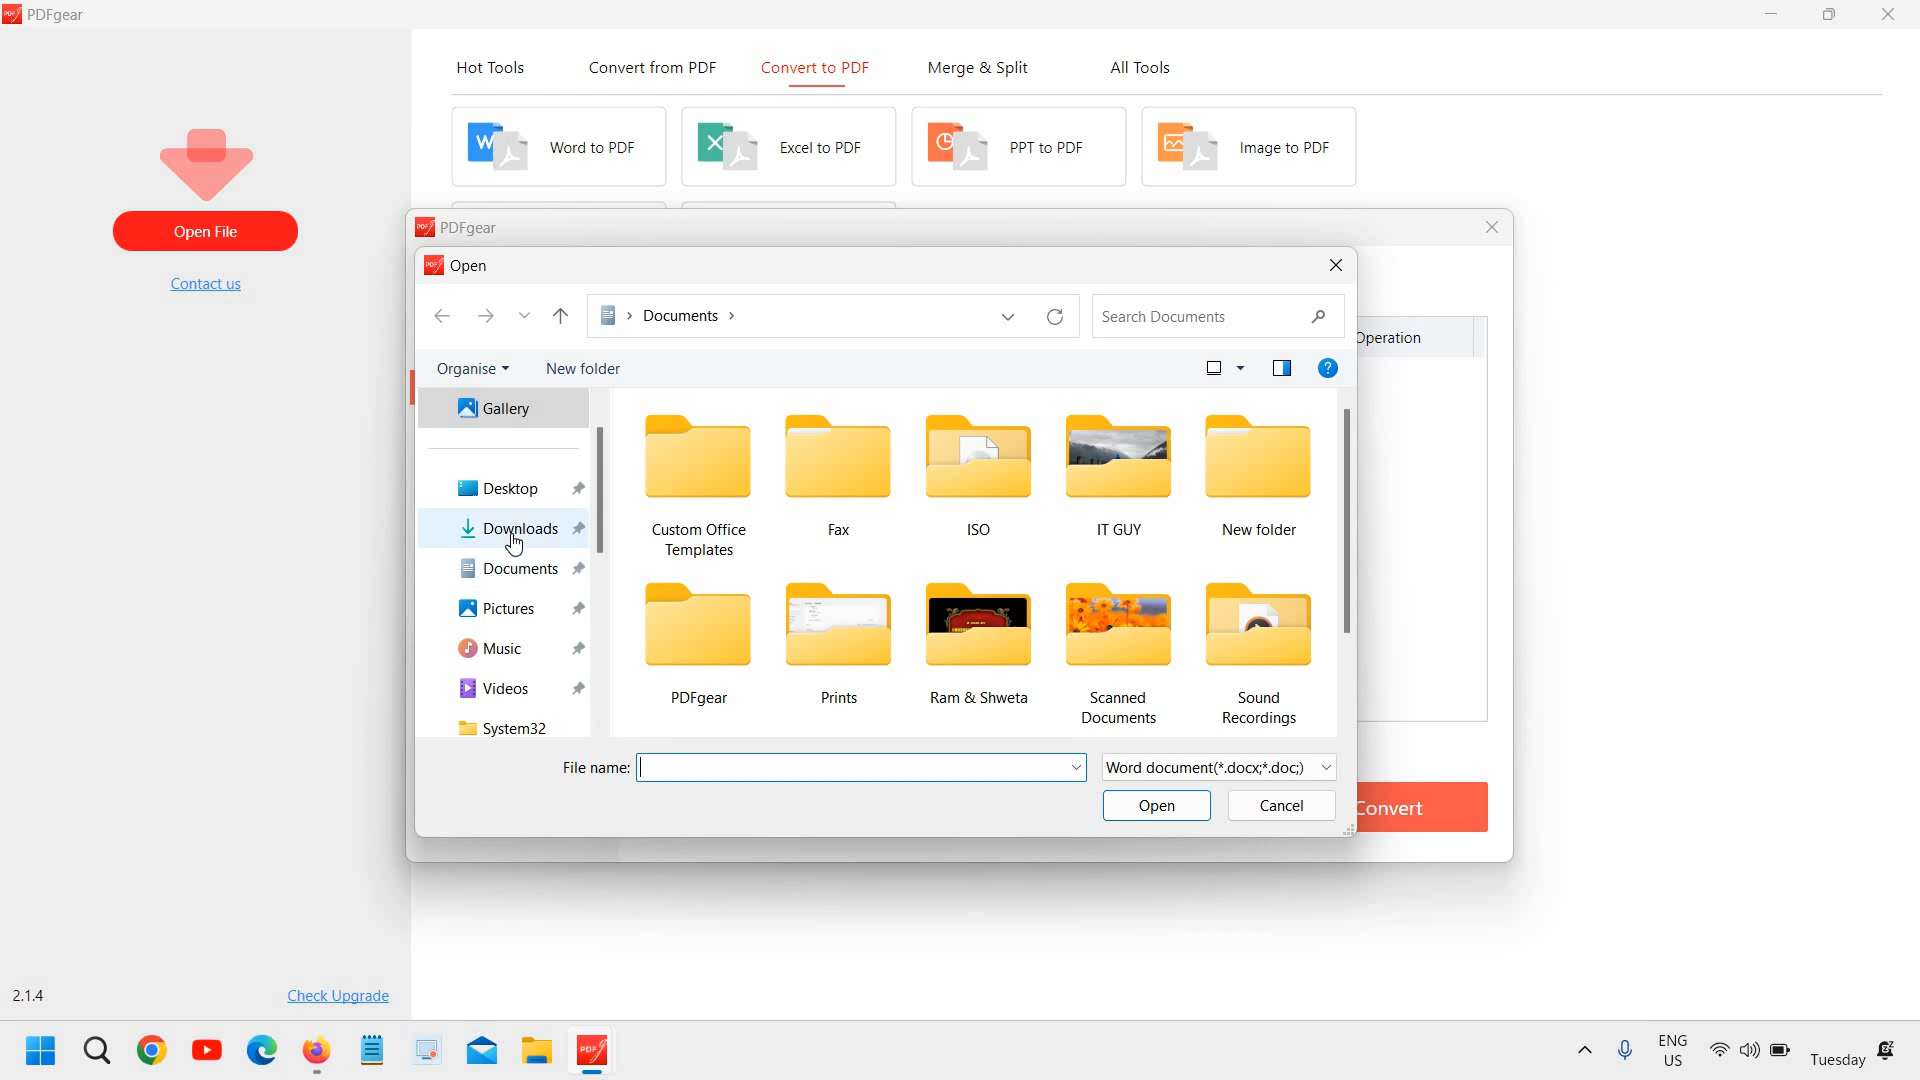 PDFgear
Hot Tools
Convert from PDF
Convert to PDF
Merge & Split
All Tools
Word to PDF
Excel to PDF
PPT to PDF
Image to PDF
Open File
Contact us
PDFgear
Open
Documents
Search Documents
Operation
Organise
New folder
Gallery
Desktop
Downloads
Documents
Pictures
Music
Videos
System32
Custom Office
Templates
Fax
ISO
IT GUY
New folder
PDFgear
Prints
Ram & Shweta
Scanned
Documents
Sound
Recordings
File name:
Word document(*.docx;*.doc;)
Open
Cancel
Convert
2.1.4
Check Upgrade
ENG
US
Tuesday